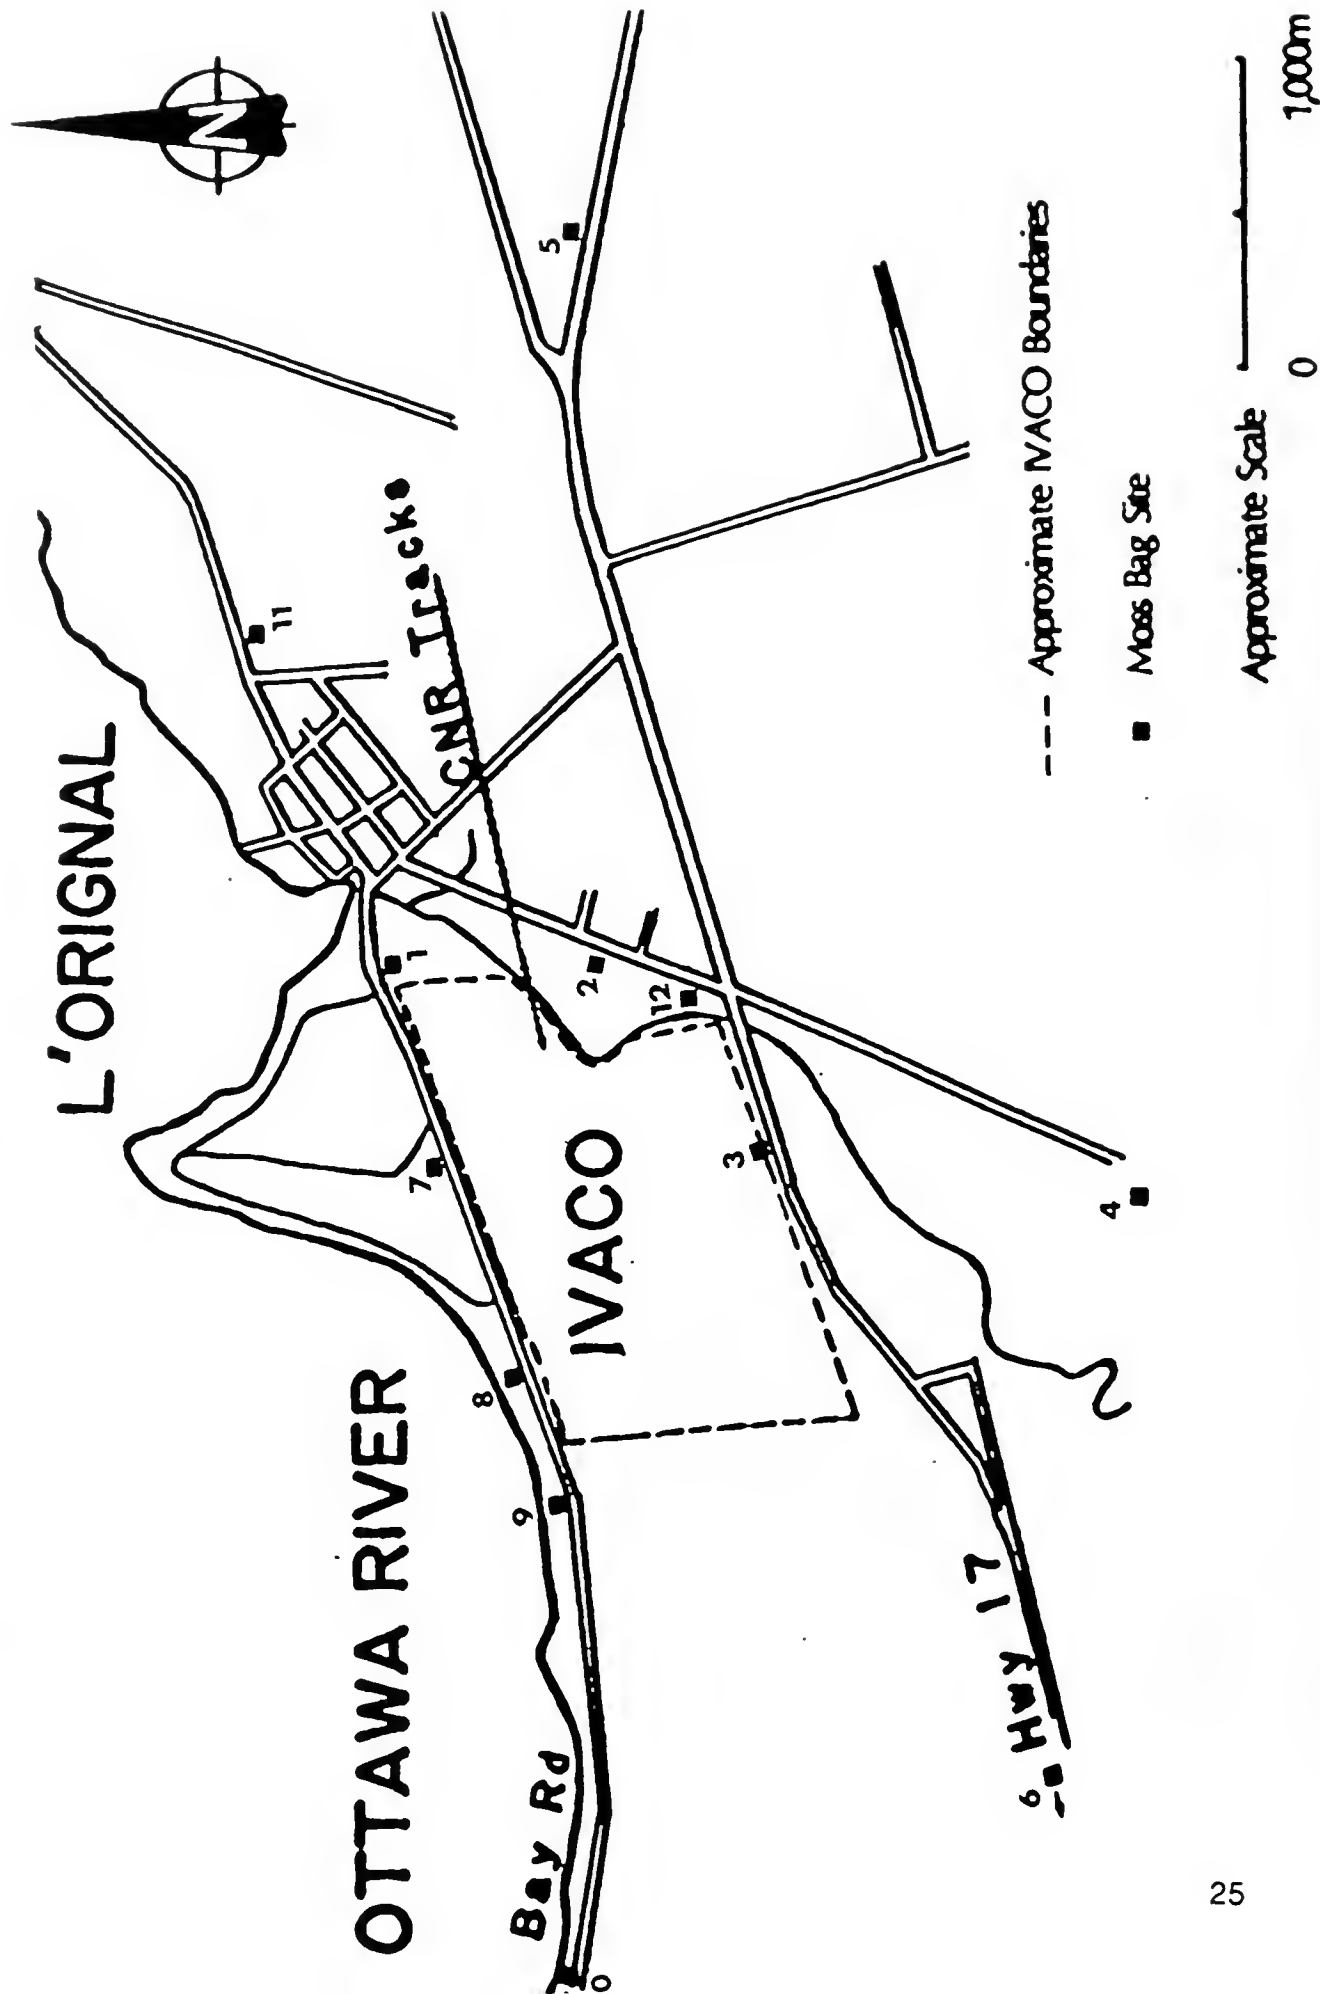 L'ORIGNAL
OTTAWA RIVER
IVACO
Bay Rd
CNR Tracks
Hwy 17
N
1
2
3
4
5
6
7
8
9
0
11
12
--- Approximate IVACO Boundaries
■ Moss Bag Site
Approximate Scale
0 1,000m
25